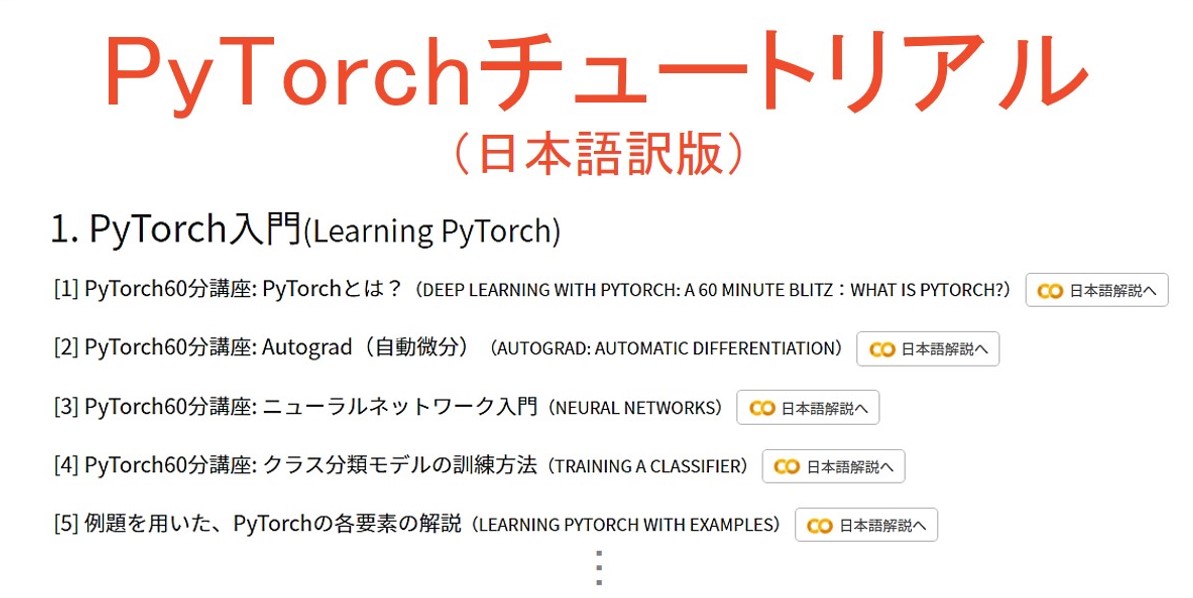 PyTorchチュートリアル
（日本語訳版）
1. PyTorch入門(Learning PyTorch)
[1] PyTorch60分講座: PyTorchとは？（DEEP LEARNING WITH PYTORCH: A 60 MINUTE BLITZ：WHAT IS PYTORCH?） CO 日本語解説へ
[2] PyTorch60分講座: Autograd（自動微分）（AUTOGRAD: AUTOMATIC DIFFERENTIATION） CO 日本語解説へ
[3] PyTorch60分講座: ニューラルネットワーク入門（NEURAL NETWORKS） CO 日本語解説へ
[4] PyTorch60分講座: クラス分類モデルの訓練方法（TRAINING A CLASSIFIER） CO 日本語解説へ
[5] 例題を用いた、PyTorchの各要素の解説（LEARNING PYTORCH WITH EXAMPLES） CO 日本語解説へ